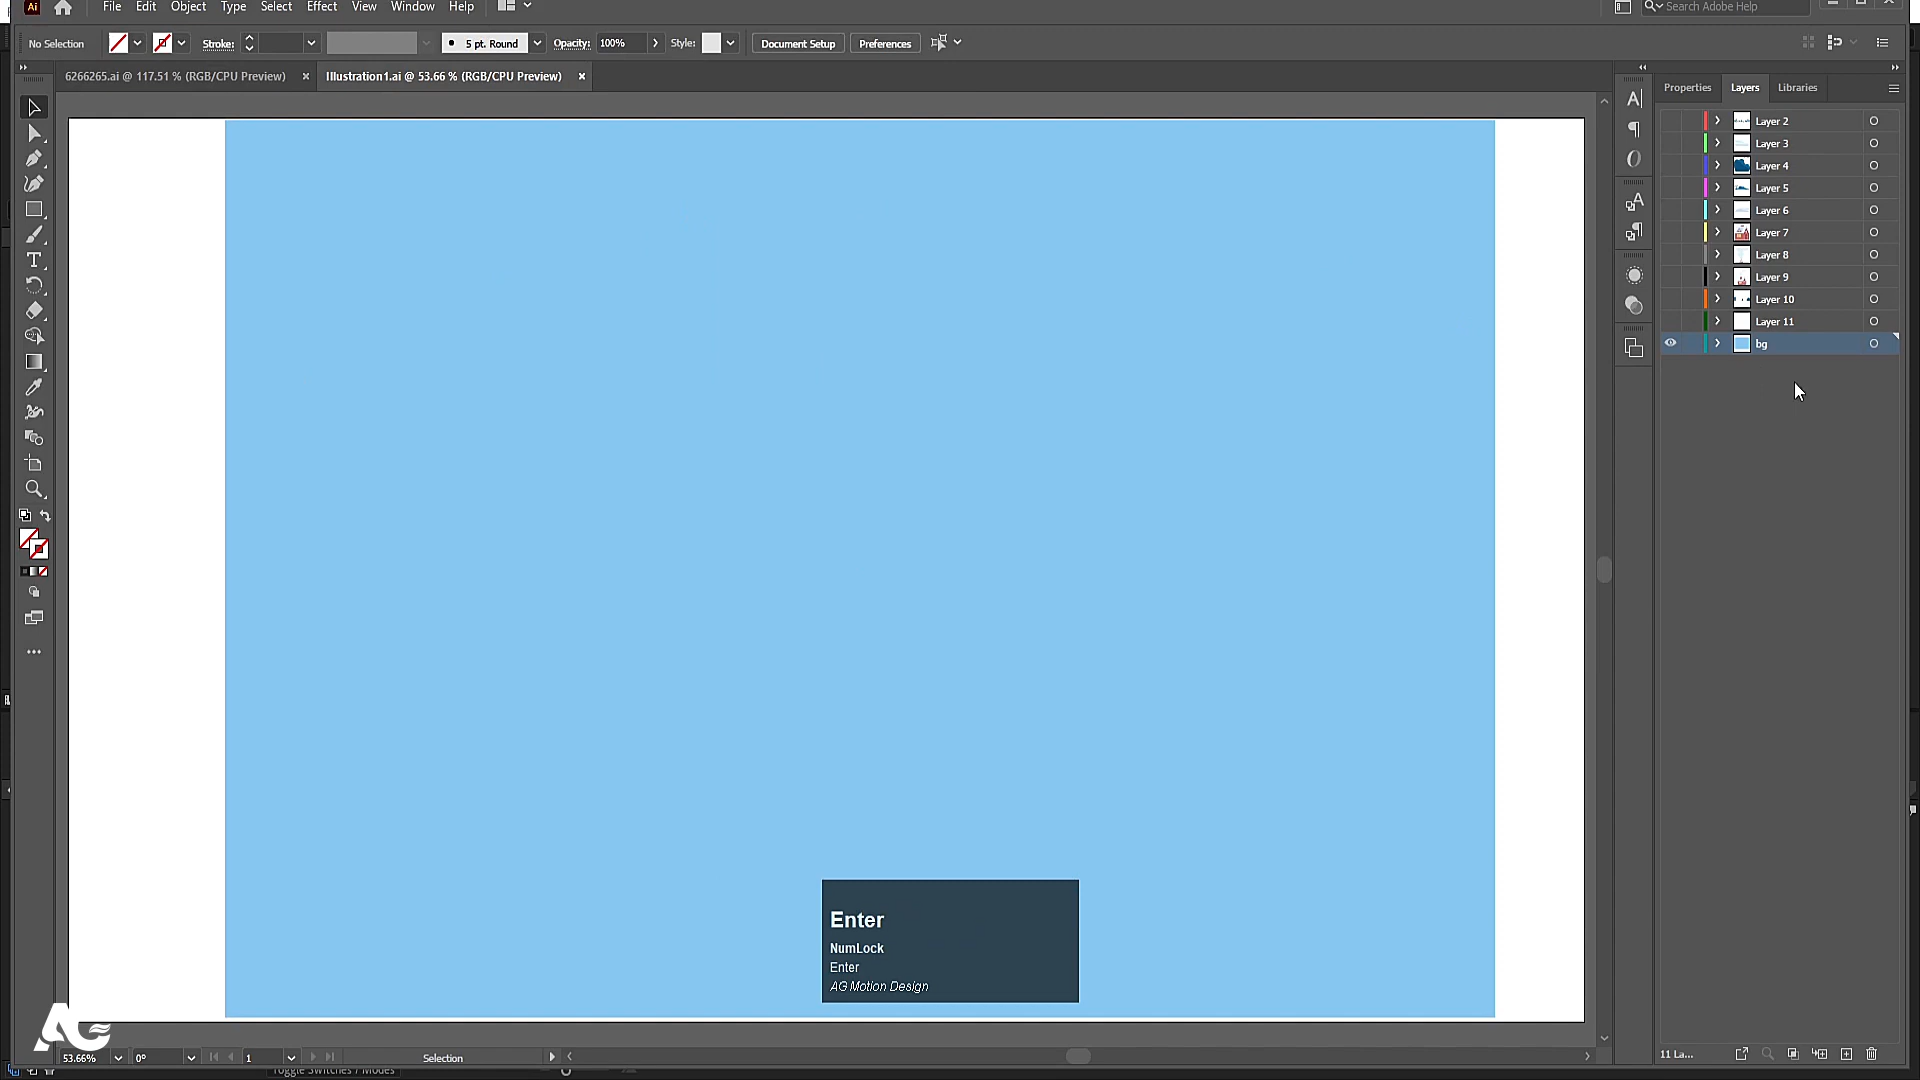 Ai File Edit Object Type Select Effect View Window Help Search Adobe Help
No Selection Stroke: 5 pt. Round Opacity: 100% Style: Document Setup Preferences
6266265.ai @ 117.51 % (RGB/CPU Preview) × Illustration1.ai @ 53.66 % (RGB/CPU Preview) ×
Properties Layers Libraries
Layer 2
Layer 3
Layer 4
Layer 5
Layer 6
Layer 7
Layer 8
Layer 9
Layer 10
Layer 11
bg
Enter
NumLock
Enter
AG Motion Design
AG
53.66% 0° 1 Selection 11 La...
Toggle Switches / Modes